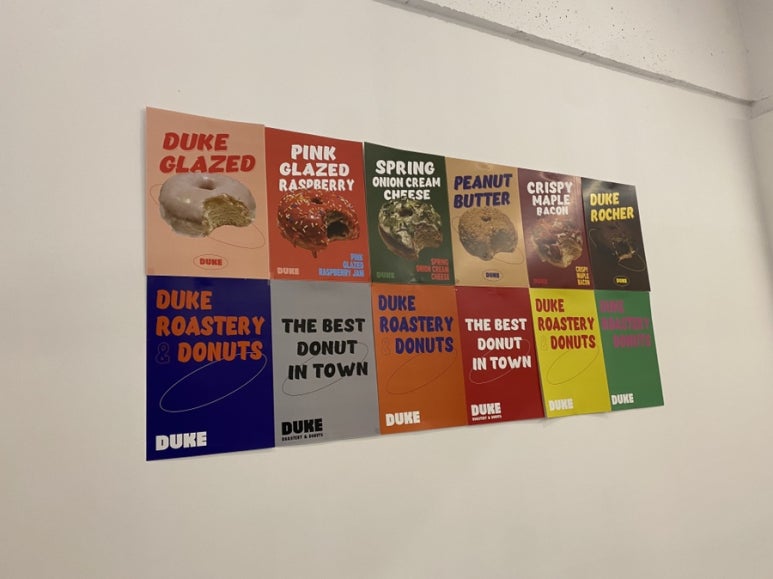 DUKE
GLAZED
DUKE
PINK
GLAZED
RASPBERRY
PINK
GLAZED
RASPBERRY JAM
DUKE
SPRING
ONION CREAM
CHEESE
SPRING
ONION CREAM
CHEESE
DUKE
PEANUT
BUTTER
DUKE
CRISPY
MAPLE
BACON
CRISPY
MAPLE
BACON
DUKE
DUKE
ROCHER
DUKE
DUKE
ROASTERY
& DONUTS
DUKE
THE BEST
DONUT
IN TOWN
DUKE
ROASTERY & DONUTS
DUKE
ROASTERY
& DONUTS
DUKE
THE BEST
DONUT
IN TOWN
DUKE
ROASTERY & DONUTS
DUKE
ROASTERY
& DONUTS
DUKE
DUKE
ROASTERY
& DONUTS
DUKE